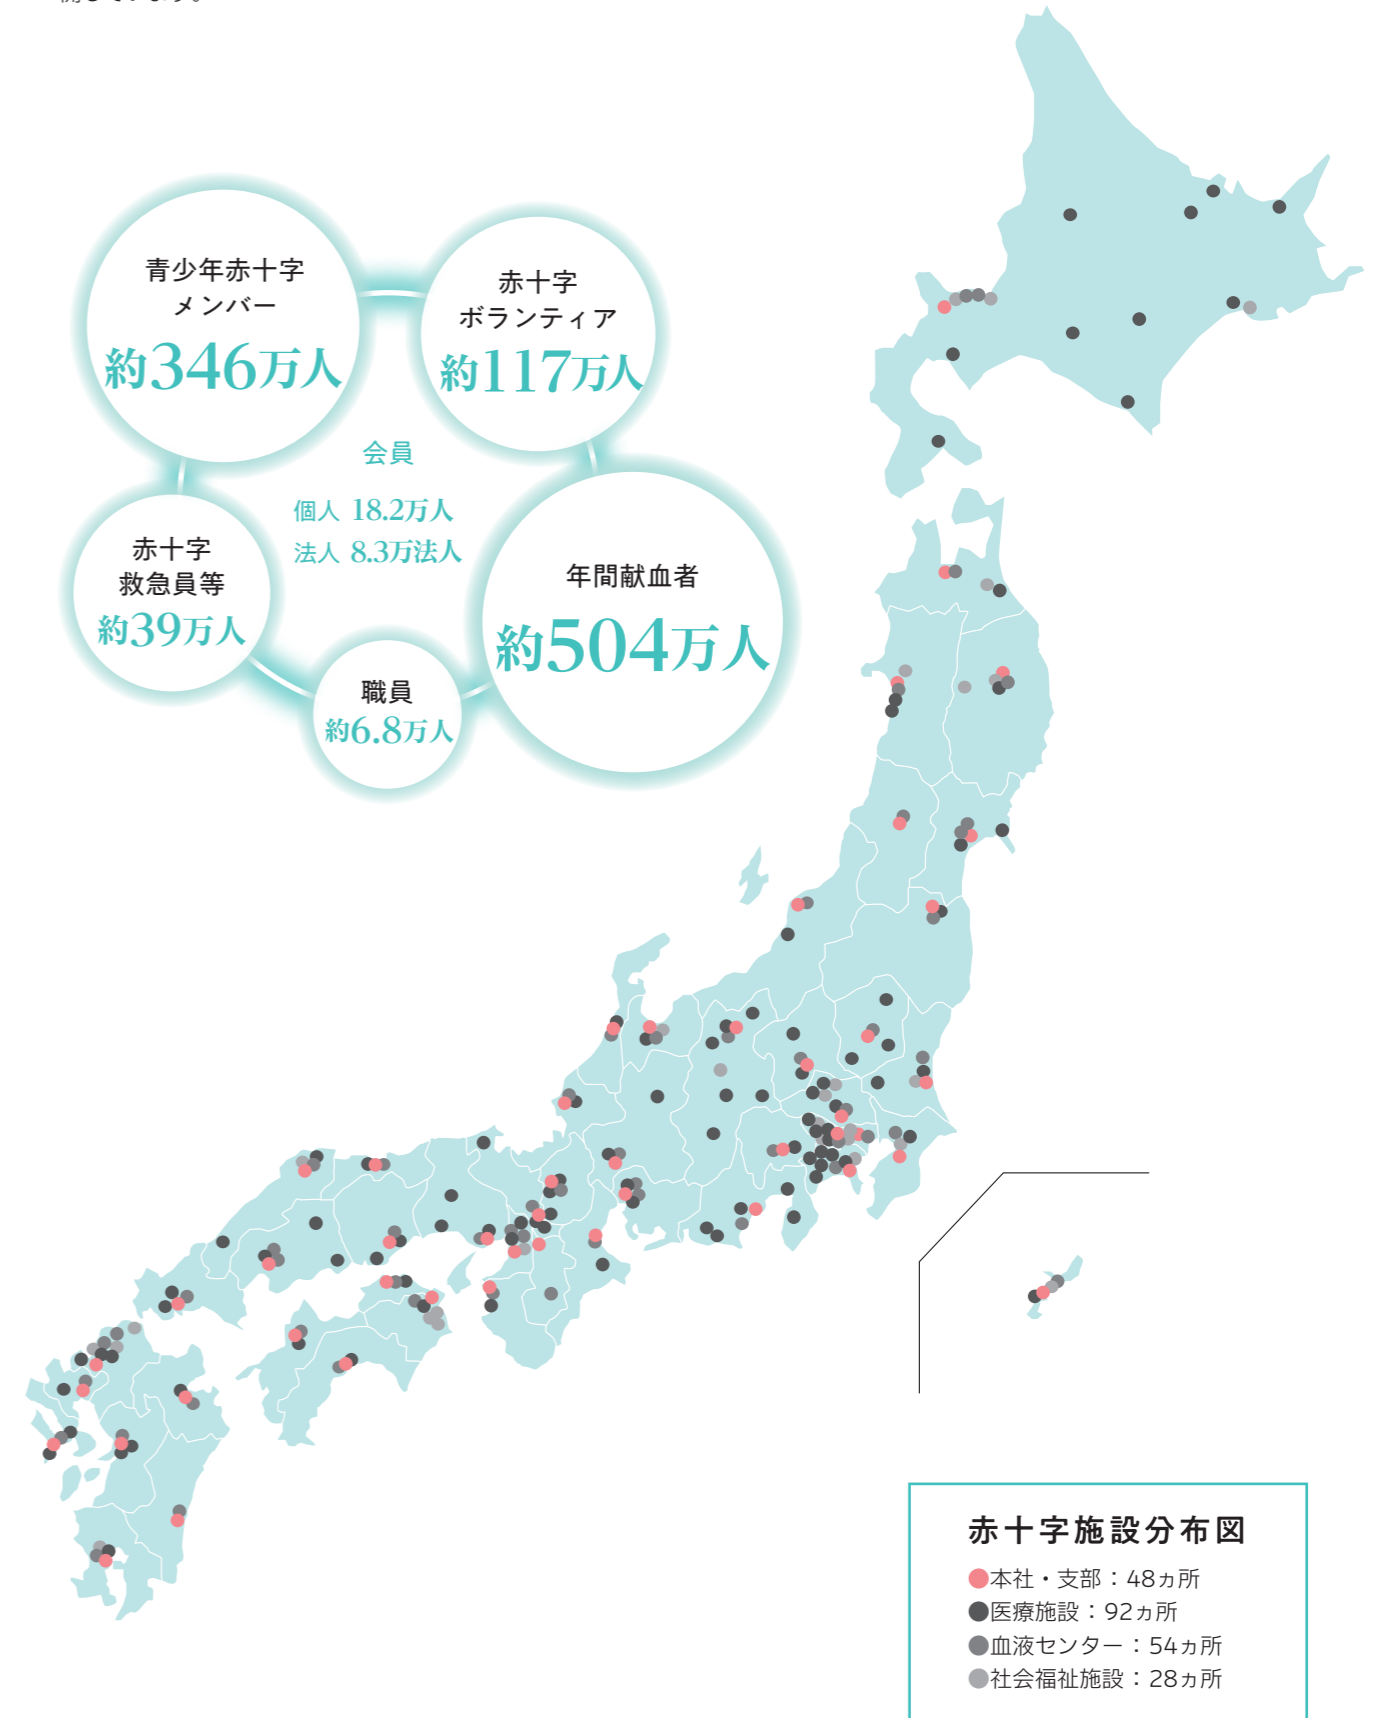 青少年赤十字
メンバー
約346万人
赤十字
ボランティア
約117万人
会員
個人 18.2万人
法人 8.3万法人
赤十字
救急員等
約39万人
年間献血者
約504万人
職員
約6.8万人
赤十字施設分布図
本社・支部：48ヵ所
医療施設：92ヵ所
血液センター：54ヵ所
社会福祉施設：28ヵ所